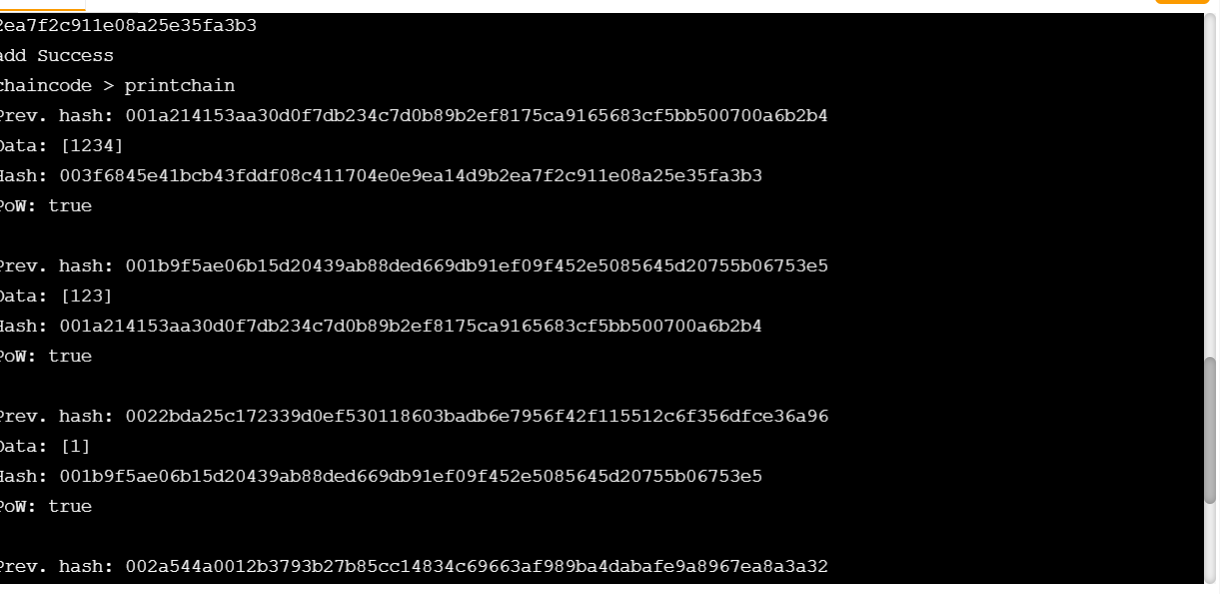 2ea7f2c911e08a25e35fa3b3
add Success
chaincode > printchain
Prev. hash: 001a214153aa30d0f7db234c7d0b89b2ef8175ca9165683cf5bb500700a6b2b4
Data: [1234]
Hash: 003f6845e41bcb43fddf08c411704e0e9ea14d9b2ea7f2c911e08a25e35fa3b3
PoW: true
Prev. hash: 001b9f5ae06b15d20439ab88ded669db91ef09f452e5085645d20755b06753e5
Data: [123]
Hash: 001a214153aa30d0f7db234c7d0b89b2ef8175ca9165683cf5bb500700a6b2b4
PoW: true
Prev. hash: 0022bda25c172339d0ef530118603badb6e7956f42f115512c6f356dfce36a96
Data: [1]
Hash: 001b9f5ae06b15d20439ab88ded669db91ef09f452e5085645d20755b06753e5
PoW: true
Prev. hash: 002a544a0012b3793b27b85cc14834c69663af989ba4dabafe9a8967ea8a3a32